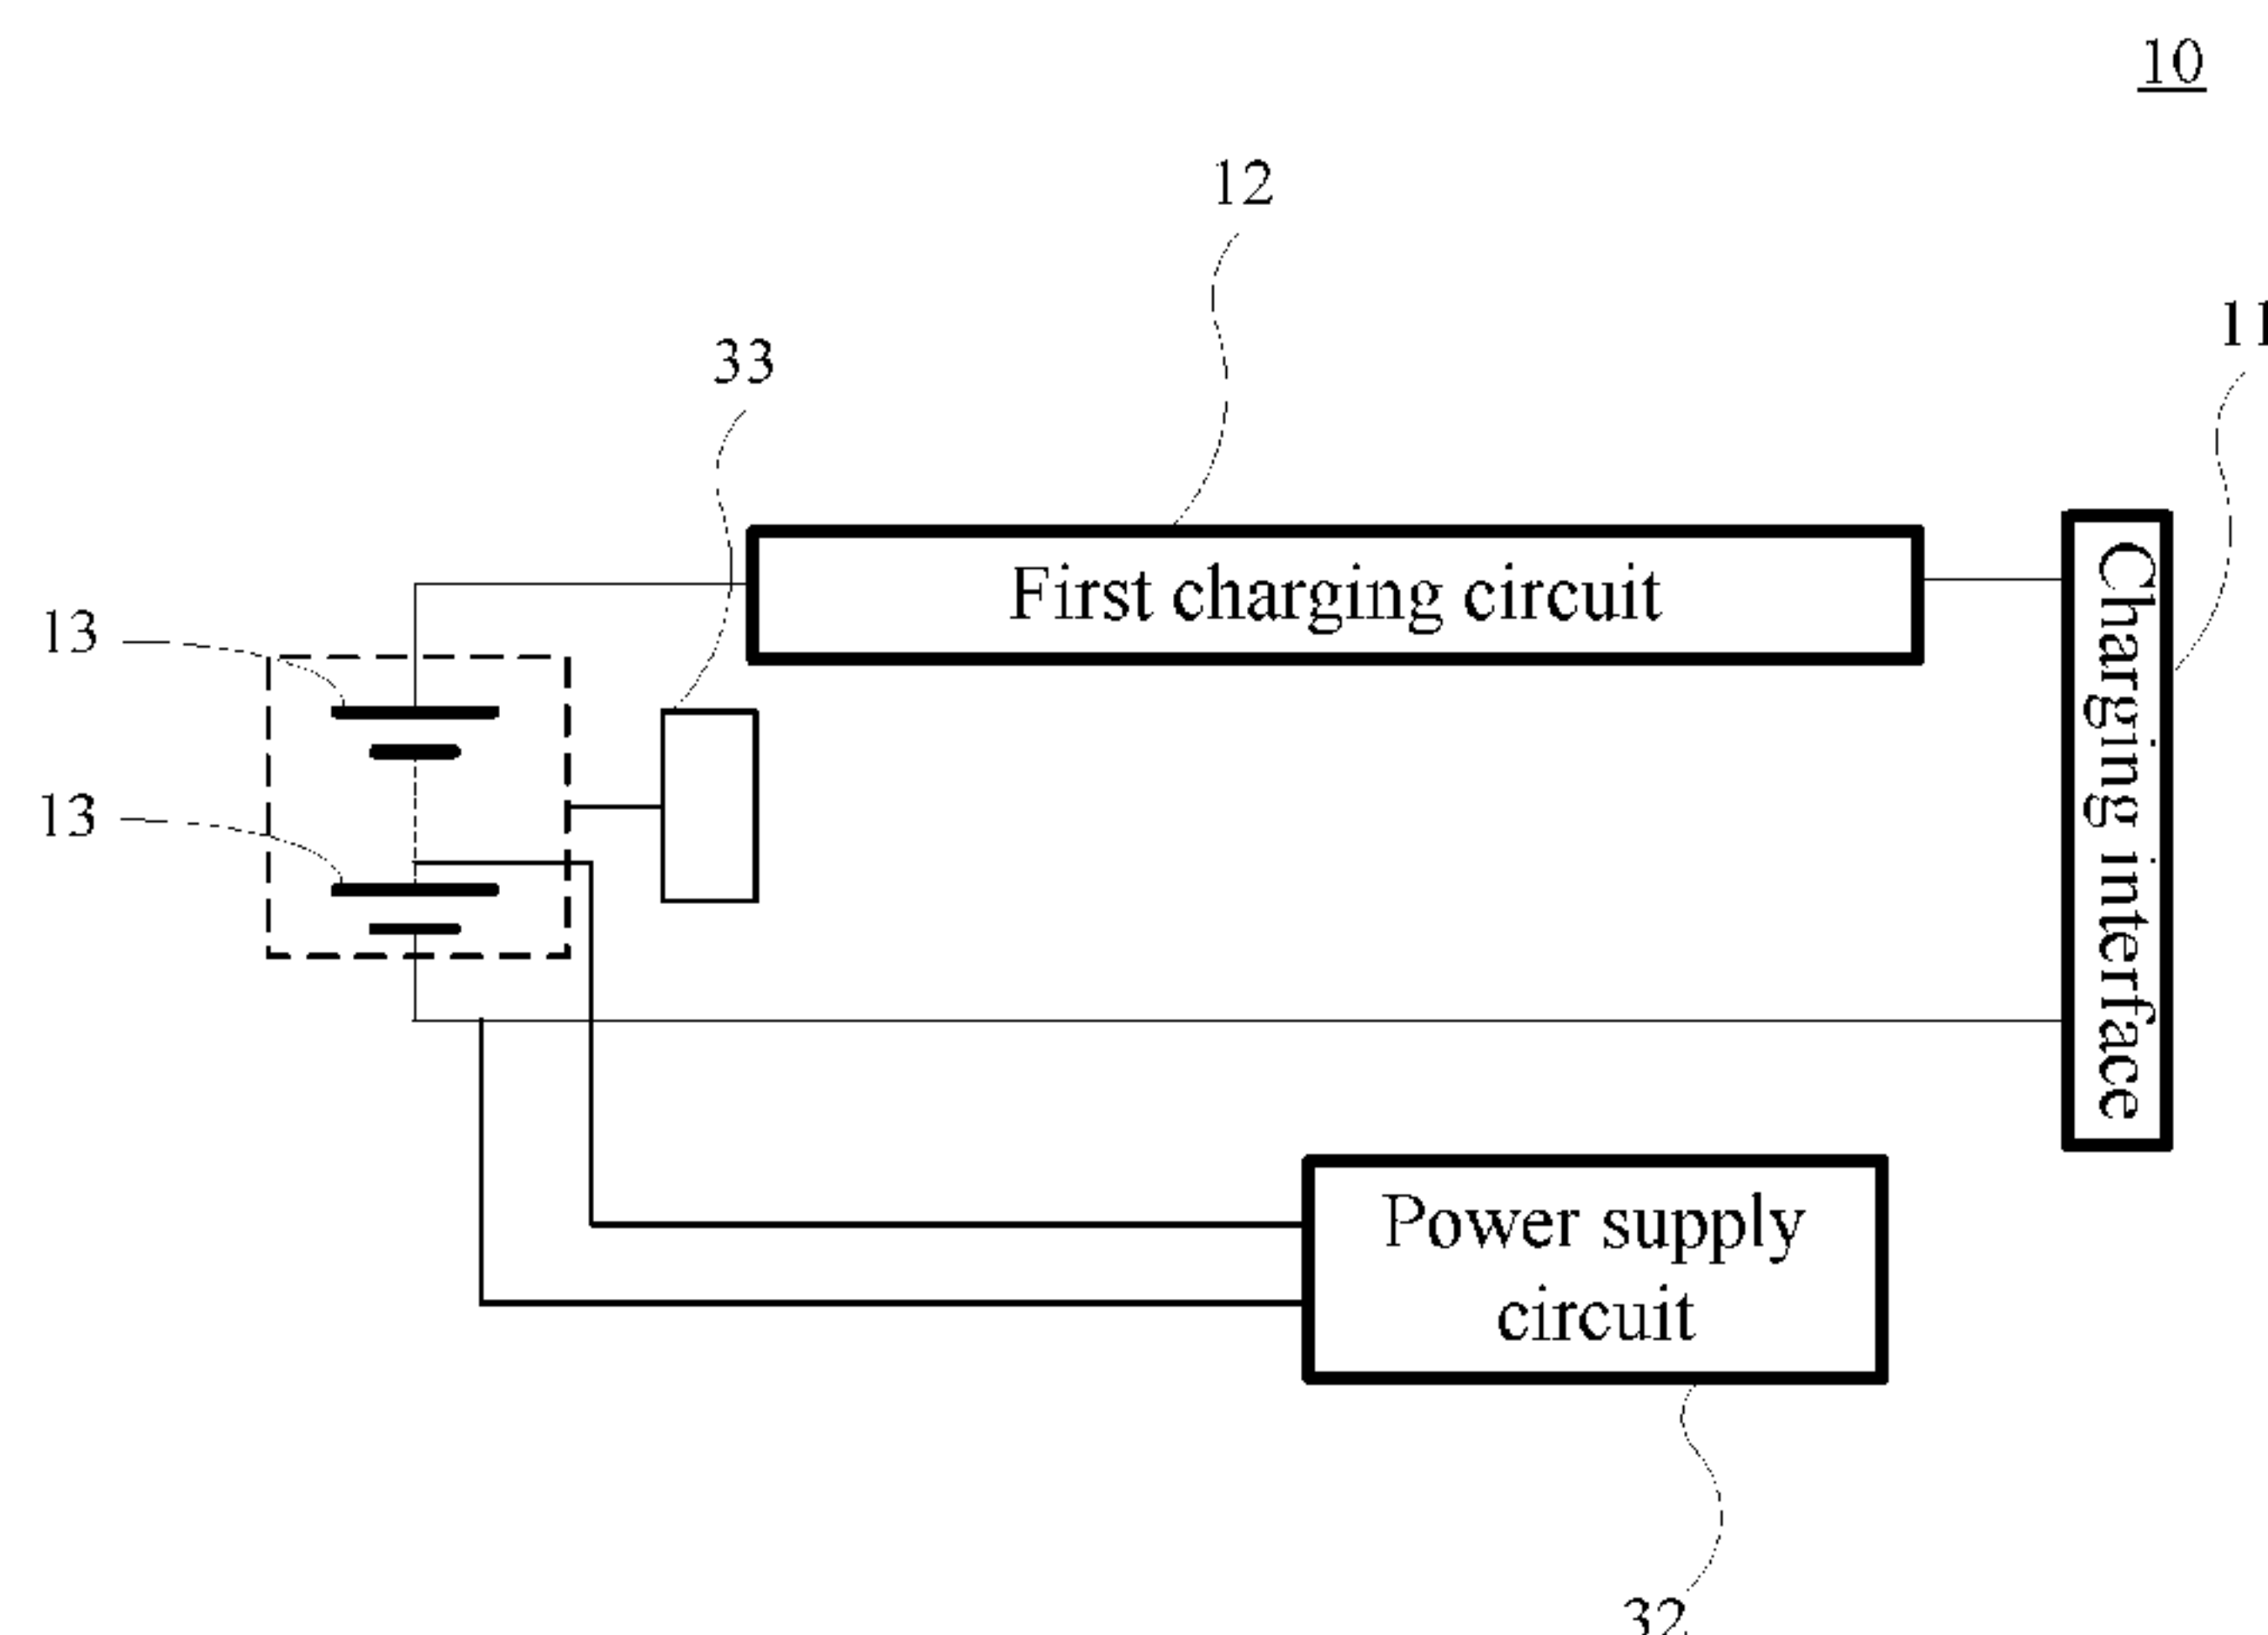 10
12
11
33
First charging circuit
13
13
Charging interface
Power supply
circuit
32